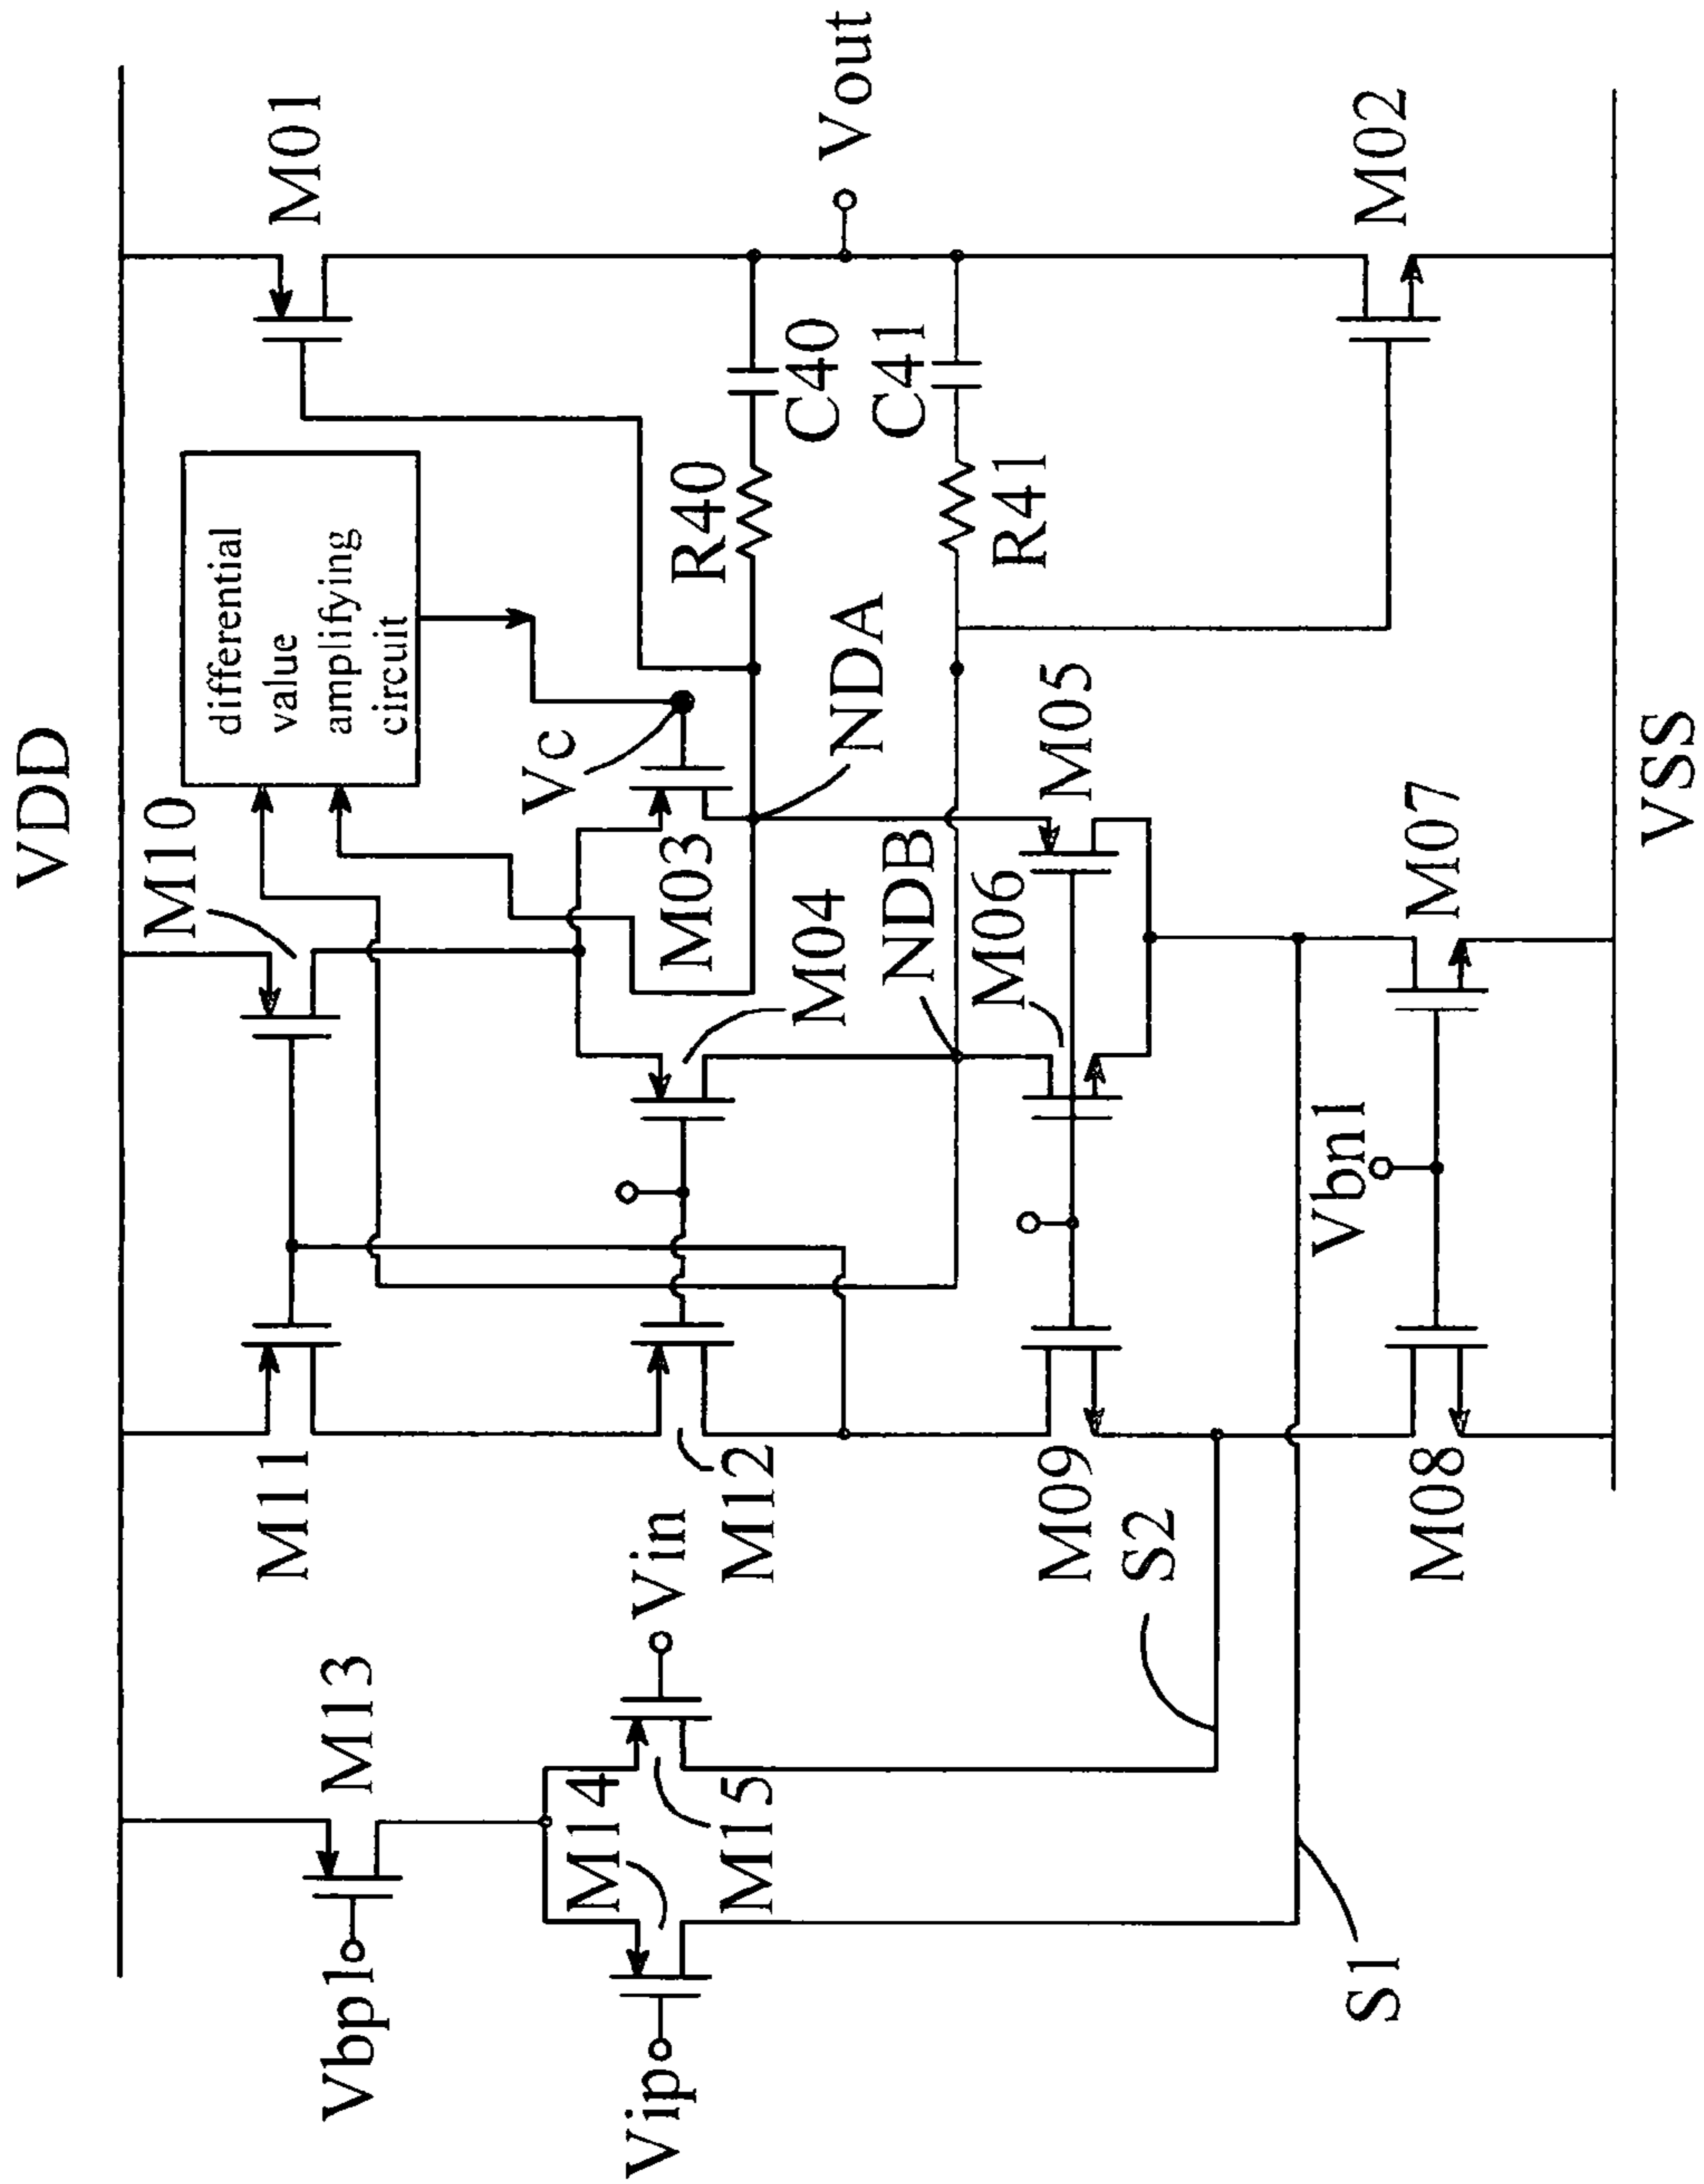 VDD
M10
differential
value
amplifying
circuit
M11
M01
Vbp1
M13
Vc
M14
Vip
Vin
M03
R40
M15
M12
C40
M04
Vout
NDA
C41
NDB
M06
R41
M09
M05
S2
Vbn1
S1
M02
M08
M07
VSS